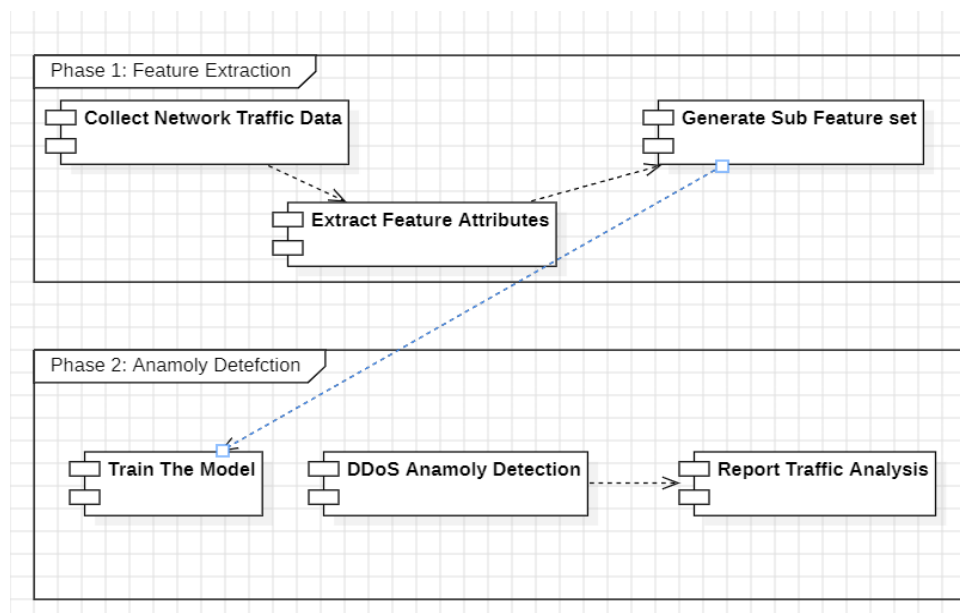 Phase 1: Feature Extraction
Collect Network Traffic Data
Generate Sub Feature set
Extract Feature Attributes
Phase 2: Anamoly Detefction
Train The Model
DDoS Anamoly Detection
Report Traffic Analysis